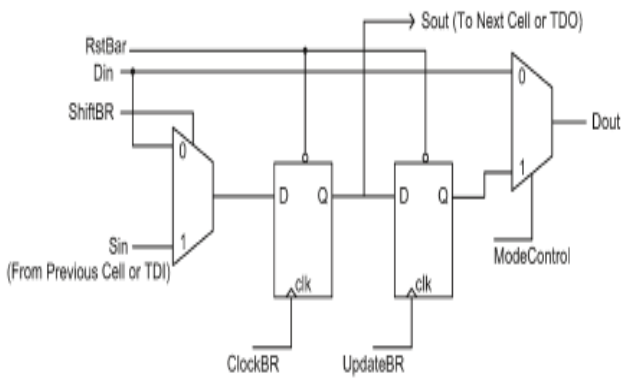 Sout (To Next Cell or TDO)
RstBar
Din
0
Dout
ShiftBR
0
1
D Q
D Q
Sin
1
(From Previous Cell or TDI)
ModeControl
clk
clk
ClockBR
UpdateBR